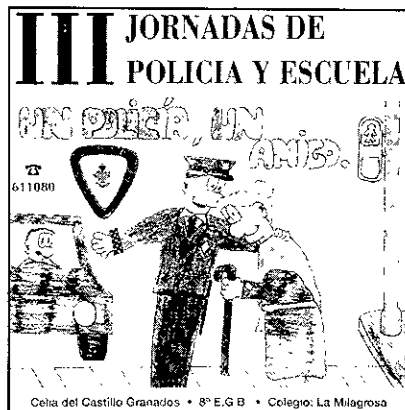 III JORNADAS DE
POLICIA Y ESCUELA
UN POLICÍA, UN
AMIGO.
☎
611080
Celia del Castillo Granados • 8º E.G.B • Colegio: La Milagrosa